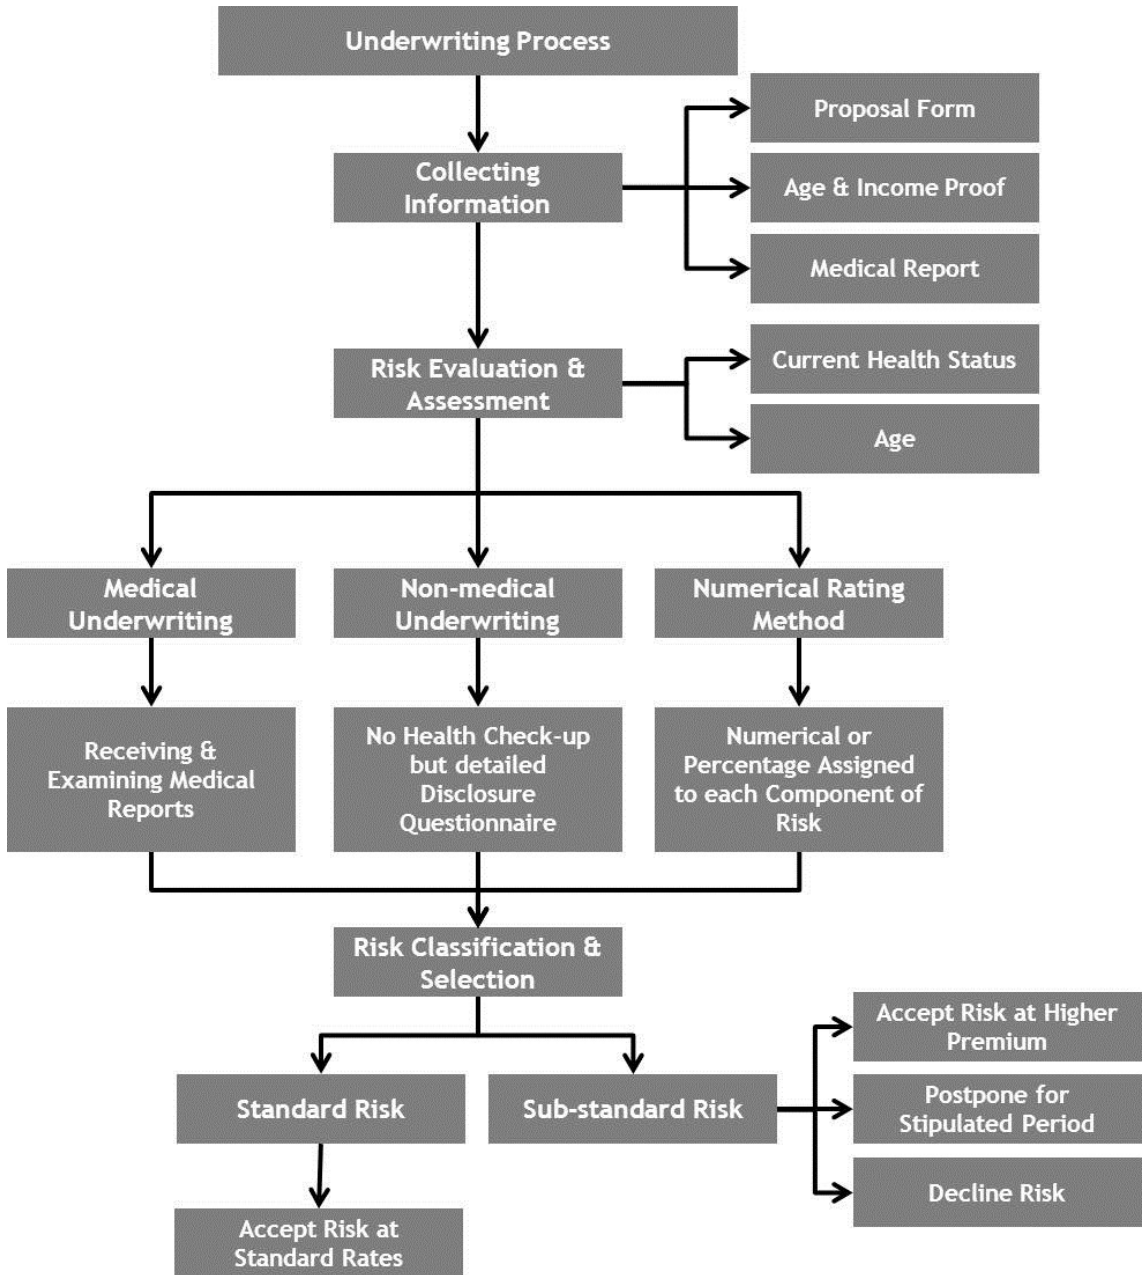 Underwriting Process
Proposal Form
Collecting
Information
Age & Income Proof
Medical Report
Current Health Status
Risk Evaluation &
Assessment
Age
Medical
Underwriting
Non-medical
Underwriting
Numerical Rating
Method
Receiving &
Examining Medical
Reports
No Health Check-up
but detailed
Disclosure
Questionnaire
Numerical or
Percentage Assigned
to each Component of
Risk
Risk Classification &
Selection
Accept Risk at Higher
Premium
Standard Risk
Sub-standard Risk
Postpone for
Stipulated Period
Decline Risk
Accept Risk at
Standard Rates